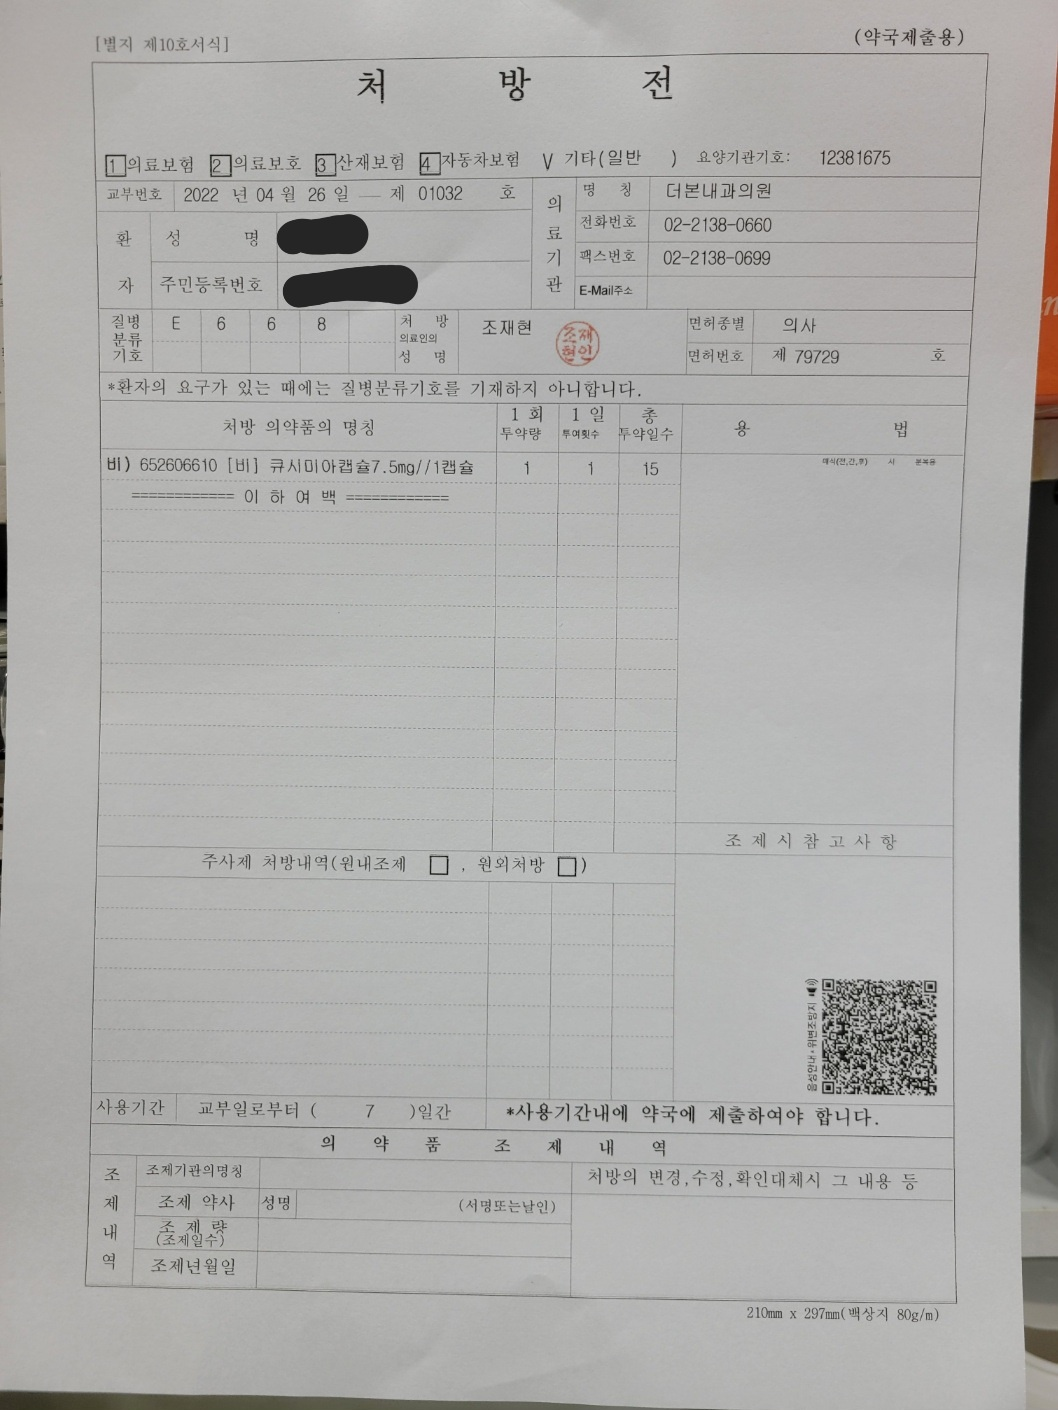 [별지 제10호서식] (약국제출용)
처 방 전
1 의료보험 2 의료보호 3 산재보험 4 자동차보험 V 기타(일반 ) 요양기관기호: 12381675
교부번호 2022 년 04 월 26 일 — 제 01032 호
환 자
성 명
주민등록번호
의 료 기 관
명 칭 더본내과의원
전화번호 02-2138-0660
팩스번호 02-2138-0699
E-Mail주소
질병 분류 기호 E 6 6 8
처 방 의료인의 성 명 조재현
조재현인
면허종별 의사
면허번호 제 79729 호
*환자의 요구가 있는 때에는 질병분류기호를 기재하지 아니합니다.
처방 의약품의 명칭 1 회 투약량 1 일 투여횟수 총 투약일수 용 법
비) 652606610 [비] 큐시미아캡슐7.5mg//1캡슐 1 1 15 매식(전,간,후) 시 분복용
============ 이 하 여 백 ============
조 제 시 참 고 사 항
주사제 처방내역(원내조제 □ , 원외처방 □)
음성안내+위변조방지
사용기간 교부일로부터 ( 7 )일간 *사용기간내에 약국에 제출하여야 합니다.
의 약 품 조 제 내 역
조 제 내 역
조제기관의명칭 처방의 변경,수정,확인대체시 그 내용 등
조제 약사 성명 (서명또는날인)
조 제 량
(조제일수)
조제년월일
210mm x 297mm(백상지 80g/m)